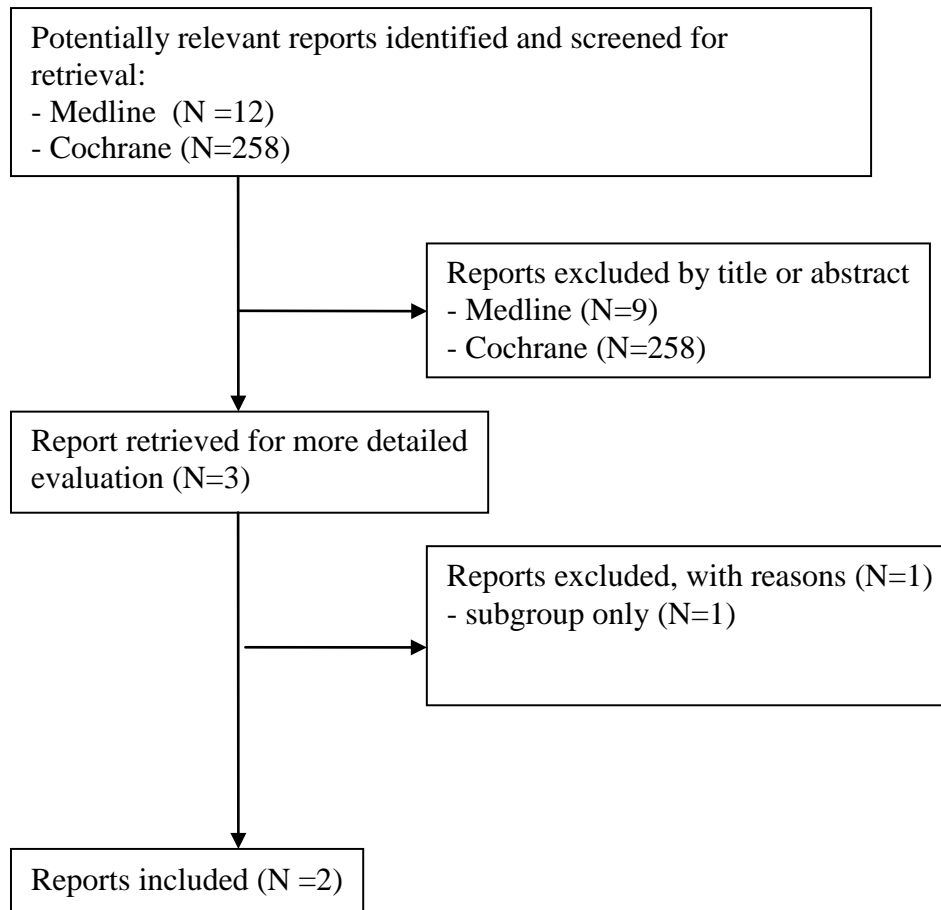 Potentially relevant reports identified and screened for
retrieval:
- Medline  (N =12)
- Cochrane (N=258)
Reports excluded by title or abstract
- Medline (N=9)
- Cochrane (N=258)
Report retrieved for more detailed
evaluation (N=3)
Reports excluded, with reasons (N=1)
- subgroup only (N=1)
Reports included (N =2)